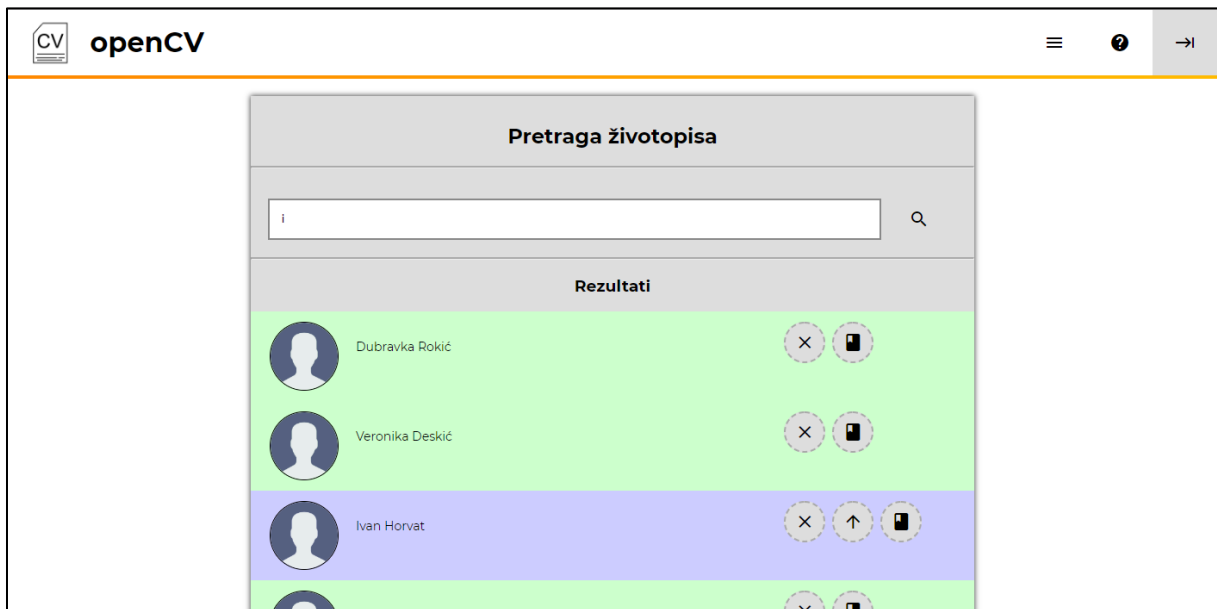 CV
openCV
Pretraga životopisa
i
Rezultati
Dubravka Rokić
Veronika Deskić
Ivan Horvat